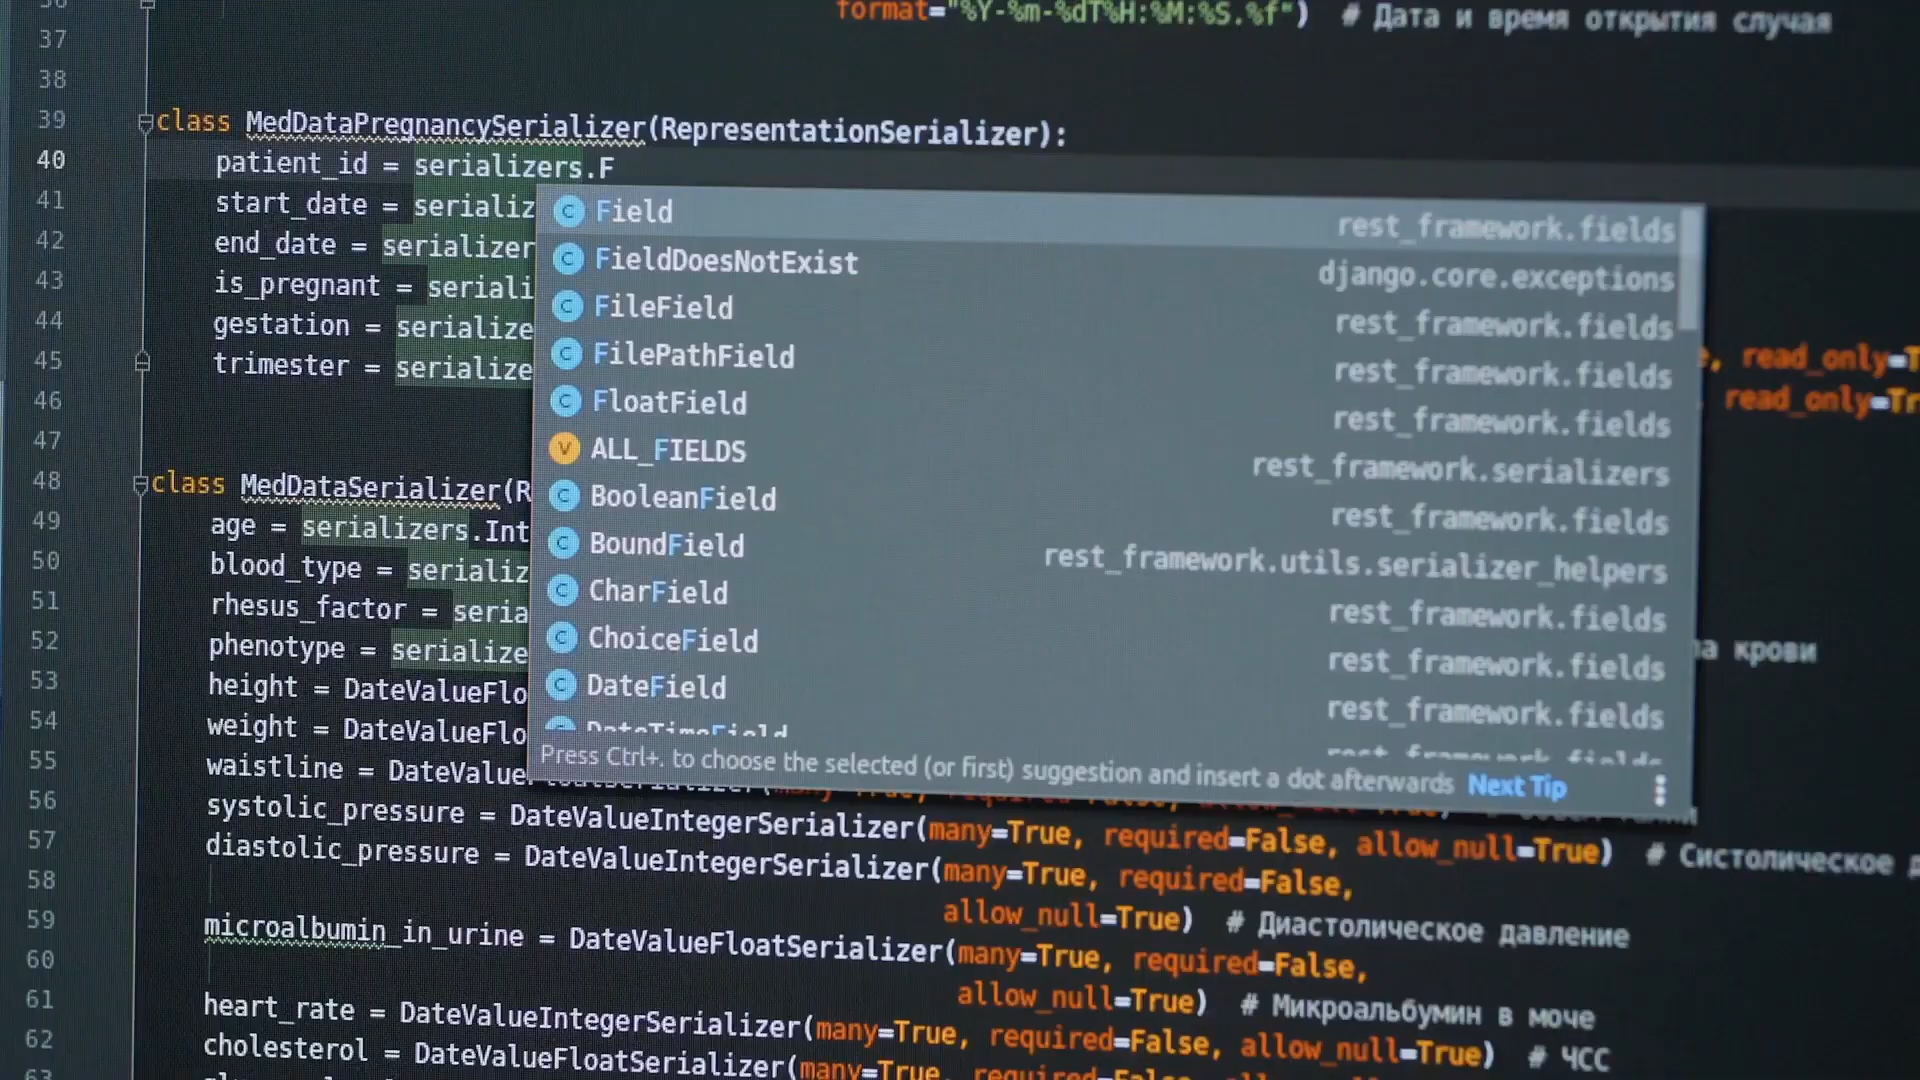 36
format="%Y-%m-%dT%H:%M:%S.%f") # Дата и время открытия случая
37
38
39 class MedDataPregnancySerializer(RepresentationSerializer):
40 patient_id = serializers.F
41 start_date = serializ
42 end_date = serializer
43 is_pregnant = seriali
44 gestation = serialize
45 trimester = serialize
46
47
48 class MedDataSerializer(R
49 age = serializers.Int
50 blood_type = serializ
51 rhesus_factor = seria
52 phenotype = serialize
53 height = DateValueFlo
54 weight = DateValueFlo
55 waistline = DateValue
56 systolic_pressure = DateValueIntegerSerializer(many=True, required=False, allow_null=True) # Систолическое
57 diastolic_pressure = DateValueIntegerSerializer(many=True, required=False,
58 allow_null=True) # Диастолическое давление
59 microalbumin_in_urine = DateValueFloatSerializer(many=True, required=False,
60 allow_null=True) # Микроальбумин в моче
61 heart_rate = DateValueIntegerSerializer(many=True, required=False, allow_null=True) # ЧСС
62 cholesterol = DateValueFloatSerializer(many=True, required=False
63
Field rest_framework.fields
FieldDoesNotExist django.core.exceptions
FileField rest_framework.fields
FilePathField rest_framework.fields
FloatField rest_framework.fields
ALL_FIELDS rest_framework.serializers
BooleanField rest_framework.fields
BoundField rest_framework.utils.serializer_helpers
CharField rest_framework.fields
ChoiceField rest_framework.fields
DateField rest_framework.fields
DateTimeField rest_framework.fields
Press Ctrl+. to choose the selected (or first) suggestion and insert a dot afterwards Next Tip
, read_only=T
read_only=Tr
крови